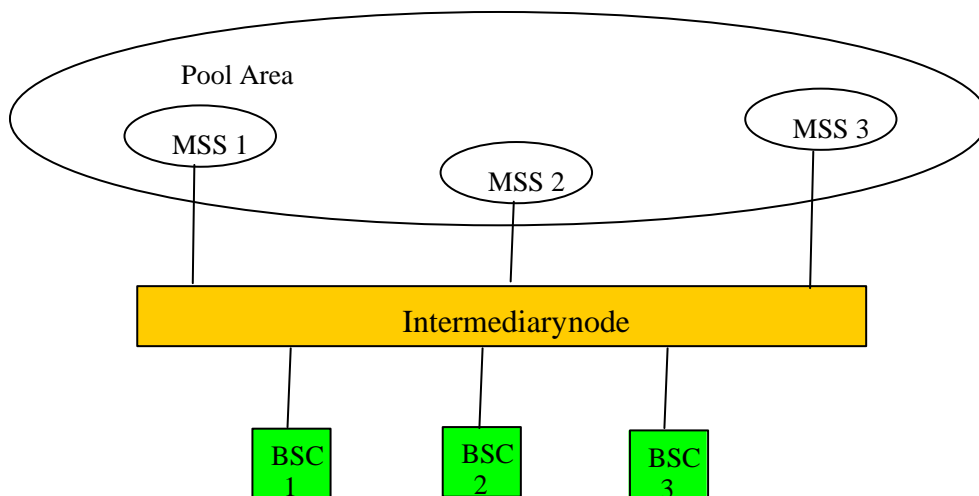 Pool Area
MSS 1
MSS 2
MSS 3
Intermediarynode
BSC
1
BSC
2
BSC
3